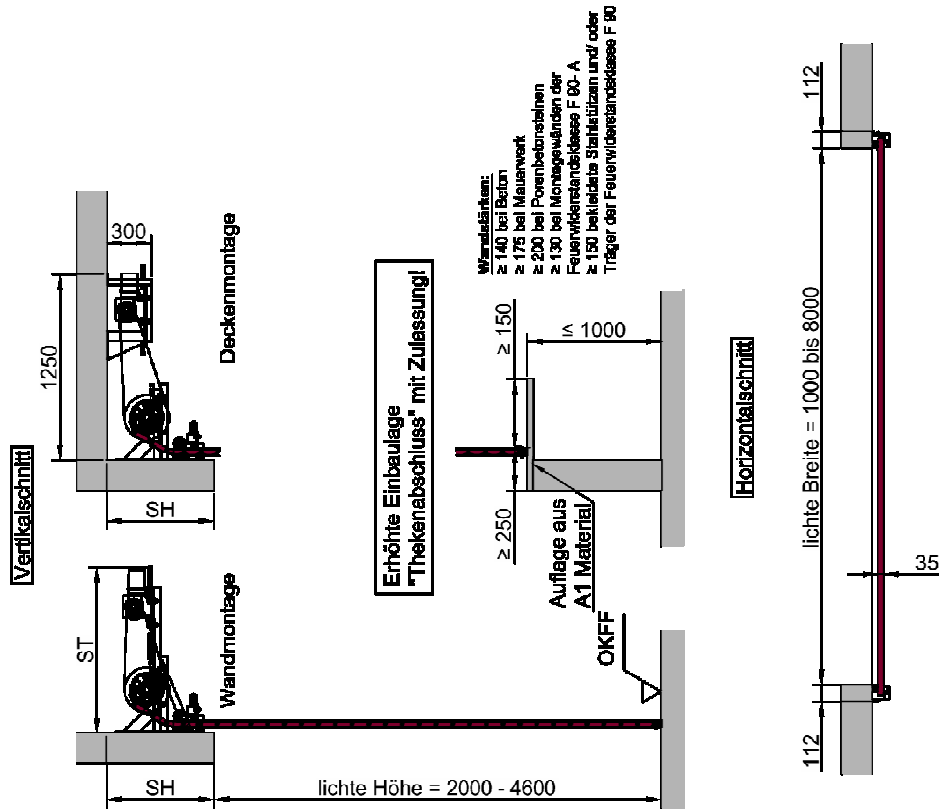 Vertikalschnitt
300
1250
Deckenmontage
SH
ST
Wandmontage
SH
lichte Höhe = 2000 - 4600
Erhöhte Einbaulage
"Thekenabschluss" mit Zulassung!
Wandstärken:
≥ 140 bei Beton
≥ 175 bei Mauerwerk
≥ 200 bei Porenbetonsteinen
≥ 130 bei Montagewänden der
Feuerwiderstandsklasse F 90- A
≥ 150 bekleidete Stahlstützen und/ oder
Träger der Feuerwiderstandsklasse F 90
≥ 150
≤ 1000
≥ 250
Auflage aus
A1 Material
OKFF
Horizontalschnitt
112
lichte Breite = 1000 bis 8000
35
112